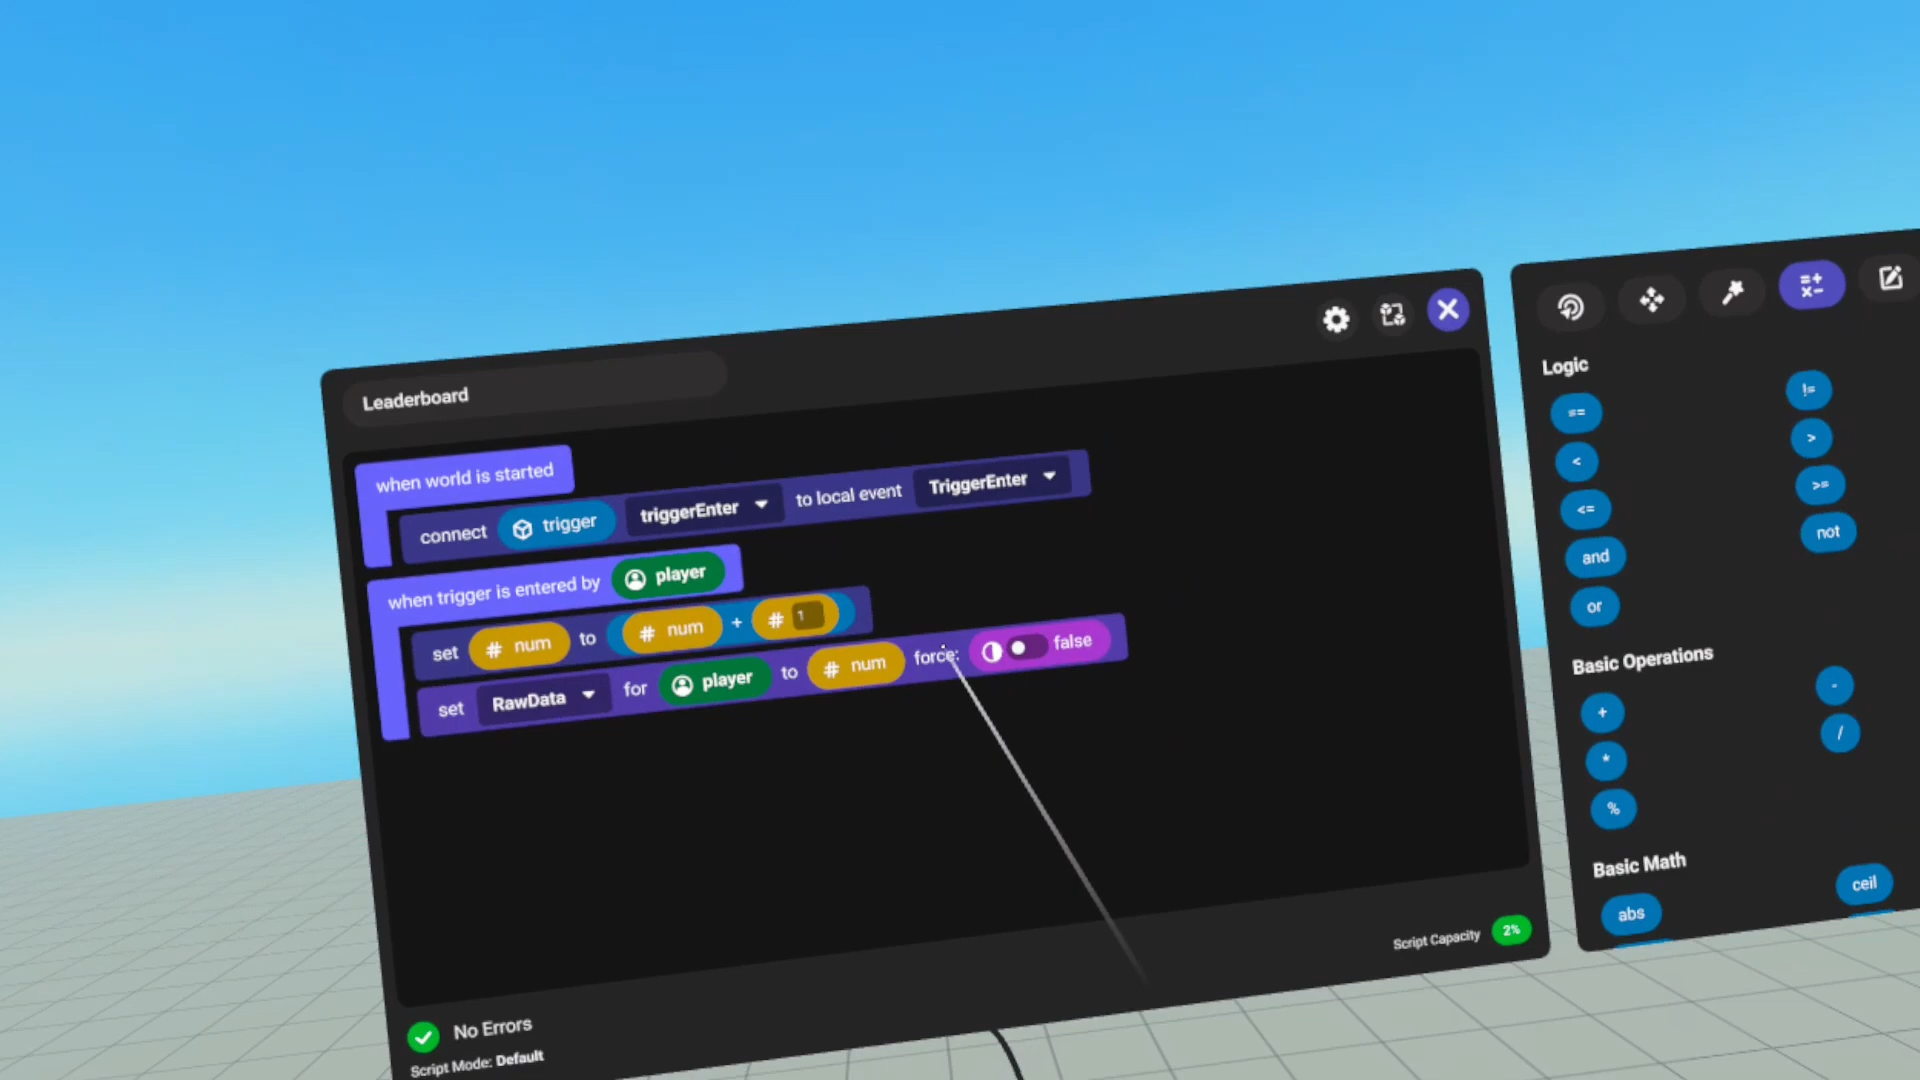 Leaderboard
when world is started
connect trigger triggerEnter to local event TriggerEnter
when trigger is entered by player
set # num to # num + # 1
set RawData for player to # num force: false
Script Capacity 2%
No Errors
Script Mode: Default
Logic
== !=
< >
<= >=
and not
or
Basic Operations
+ -
* /
%
Basic Math
abs ceil